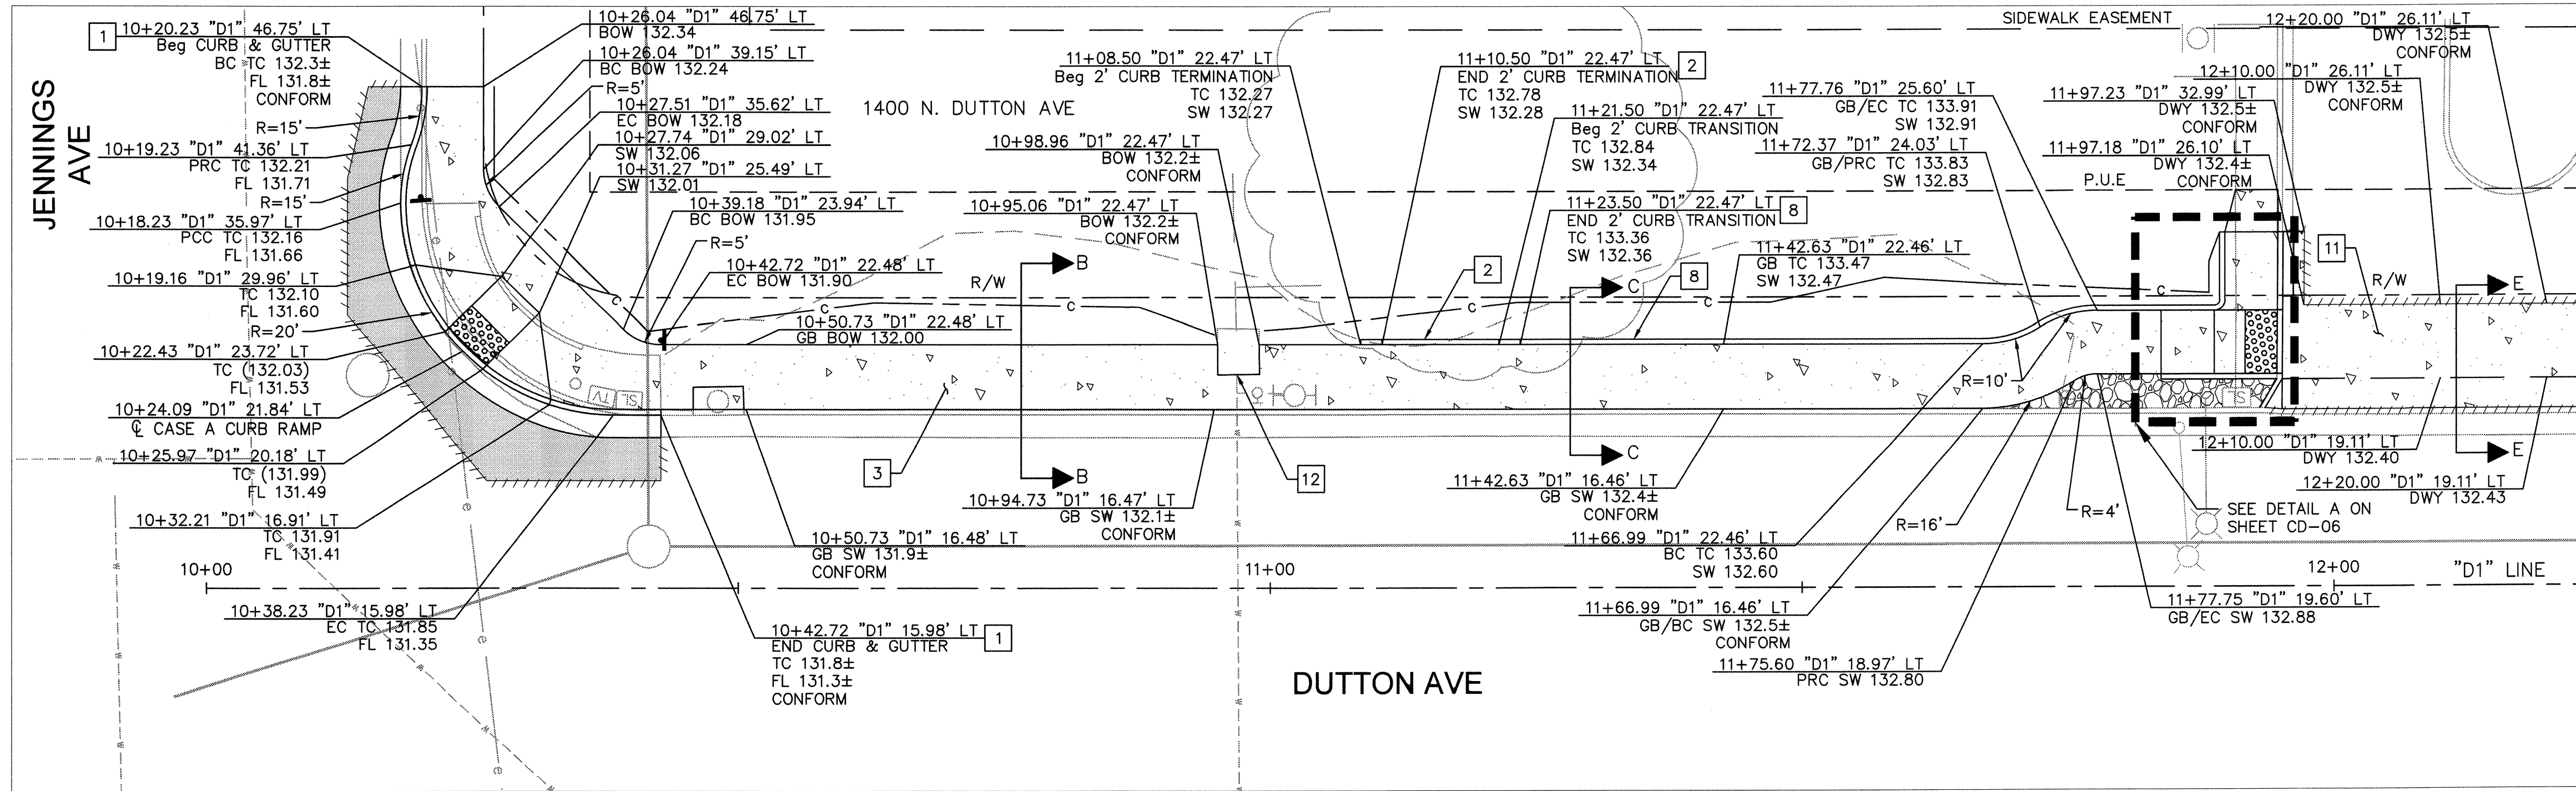 JENNINGS
AVE
1
10+20.23 "D1" 46.75' LT
Beg CURB & GUTTER
BC TC 132.3±
FL 131.8±
CONFORM
R=15'
10+19.23 "D1" 41.36' LT
PRC TC 132.21
FL 131.71
R=15'
10+18.23 "D1" 35.97' LT
PCC TC 132.16
FL 131.66
10+19.16 "D1" 29.96' LT
TC 132.10
FL 131.60
R=20'
10+22.43 "D1" 23.72' LT
TC (132.03)
FL 131.53
10+24.09 "D1" 21.84' LT
℄ CASE A CURB RAMP
10+25.97 "D1" 20.18' LT
TC (131.99)
FL 131.49
10+32.21 "D1" 16.91' LT
TC 131.91
FL 131.41
10+00
10+38.23 "D1" 15.98' LT
EC TC 131.85
FL 131.35
10+26.04 "D1" 46.75' LT
BOW 132.34
10+26.04 "D1" 39.15' LT
BC BOW 132.24
R=5'
10+27.51 "D1" 35.62' LT
EC BOW 132.18
10+27.74 "D1" 29.02' LT
SW 132.06
10+31.27 "D1" 25.49' LT
SW 132.01
10+39.18 "D1" 23.94' LT
BC BOW 131.95
R=5'
10+42.72 "D1" 22.48' LT
EC BOW 131.90
10+50.73 "D1" 22.48' LT
GB BOW 132.00
TV
SL
3
10+50.73 "D1" 16.48' LT
GB SW 131.9±
CONFORM
10+42.72 "D1" 15.98' LT
1
END CURB & GUTTER
TC 131.8±
FL 131.3±
CONFORM
1400 N. DUTTON AVE
11+08.50 "D1" 22.47' LT
Beg 2' CURB TERMINATION
TC 132.27
SW 132.27
10+98.96 "D1" 22.47' LT
BOW 132.2±
CONFORM
10+95.06 "D1" 22.47' LT
BOW 132.2±
CONFORM
R/W
B
B
10+94.73 "D1" 16.47' LT
GB SW 132.1±
CONFORM
12
11+00
11+10.50 "D1" 22.47' LT
2
END 2' CURB TERMINATION
TC 132.78
SW 132.28
11+21.50 "D1" 22.47' LT
Beg 2' CURB TRANSITION
TC 132.84
SW 132.34
11+23.50 "D1" 22.47' LT
END 2' CURB TRANSITION
8
TC 133.36
SW 132.36
2
8
11+42.63 "D1" 22.46' LT
GB TC 133.47
SW 132.47
C
C
11+42.63 "D1" 16.46' LT
GB SW 132.4±
CONFORM
11+66.99 "D1" 22.46' LT
BC TC 133.60
SW 132.60
11+66.99 "D1" 16.46' LT
GB/BC SW 132.5±
CONFORM
11+75.60 "D1" 18.97' LT
PRC SW 132.80
DUTTON AVE
11+77.76 "D1" 25.60' LT
GB/EC TC 133.91
SW 132.91
11+72.37 "D1" 24.03' LT
GB/PRC TC 133.83
SW 132.83
R=10'
R=16'
R=4'
SIDEWALK EASEMENT
12+20.00 "D1" 26.11' LT
DWY 132.5±
CONFORM
12+10.00 "D1" 26.11' LT
DWY 132.5±
CONFORM
11+97.23 "D1" 32.99' LT
DWY 132.5±
CONFORM
11+97.18 "D1" 26.10' LT
DWY 132.4±
CONFORM
P.U.E
11
R/W
E
E
SL
12+10.00 "D1" 19.11' LT
DWY 132.40
12+20.00 "D1" 19.11' LT
DWY 132.43
SEE DETAIL A ON
SHEET CD-06
12+00
"D1" LINE
11+77.75 "D1" 19.60' LT
GB/EC SW 132.88
c
c
c
c
c
c
e
e
e
e
w
w
w
w
w
w